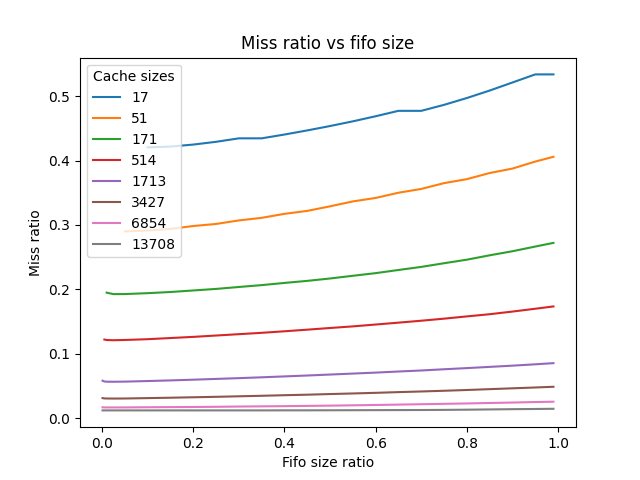 Miss ratio vs fifo size
Cache sizes
17
51
171
514
1713
3427
6854
13708
Miss ratio
0.5
0.4
0.3
0.2
0.1
0.0
0.0 0.2 0.4 0.6 0.8 1.0
Fifo size ratio